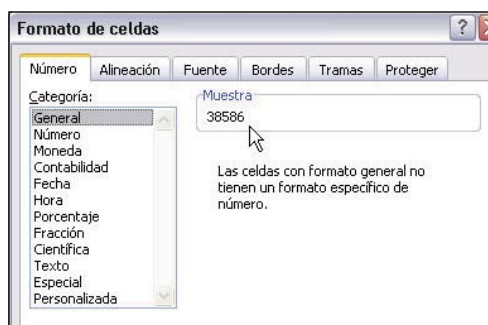 Formato de celdas
Número Alineación Fuente Bordes Tramas Proteger
Categoría:
General
Número
Moneda
Contabilidad
Fecha
Hora
Porcentaje
Fracción
Científica
Texto
Especial
Personalizada
Muestra
38586
Las celdas con formato general no
tienen un formato específico de
número.